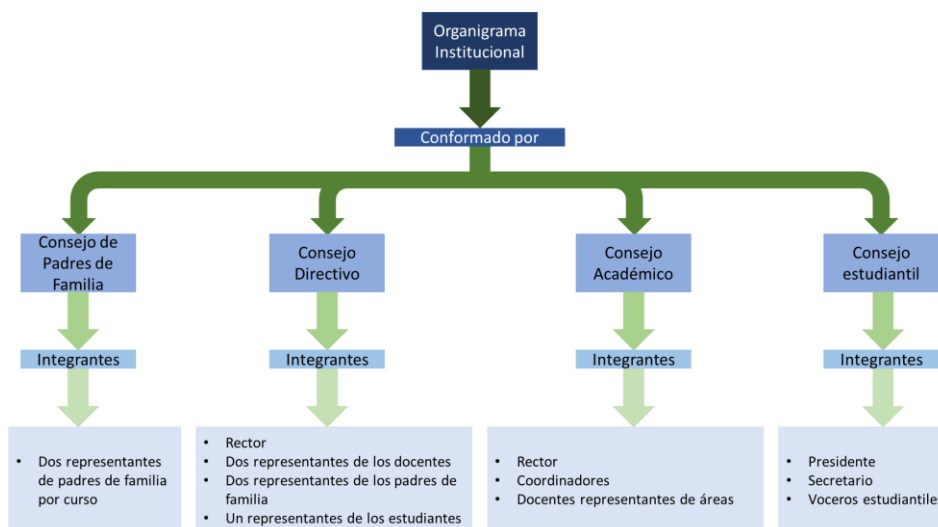 Organigrama
Institucional
Conformado por
Consejo de
Padres de
Familia
Consejo
Directivo
Consejo
Académico
Consejo
estudiantil
Integrantes
Integrantes
Integrantes
Integrantes
• Dos representantes
de padres de familia
por curso
• Rector
• Dos representantes de los docentes
• Dos representantes de los padres de
familia
• Un representantes de los estudiantes
• Rector
• Coordinadores
• Docentes representantes de áreas
• Presidente
• Secretario
• Voceros estudiantiles